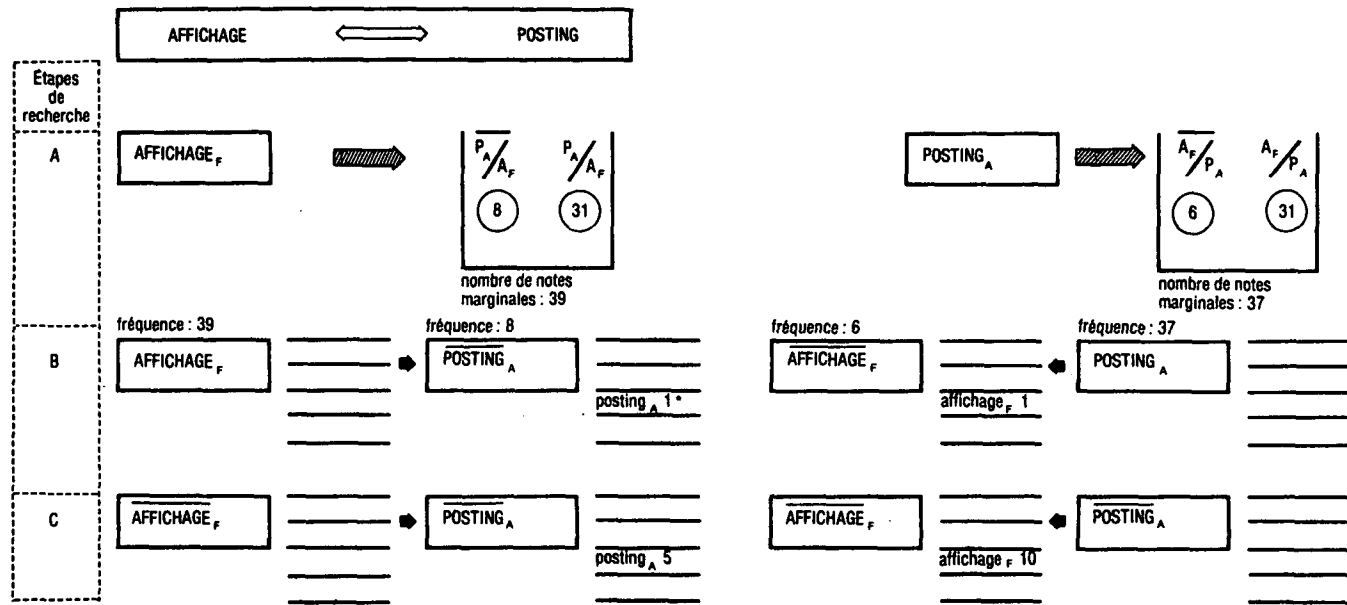 AFFICHAGE POSTING
Étapes
de
recherche
A
AFFICHAGE F
P A / A F P A / A F
8 31
nombre de notes
marginales : 39
POSTING A
A F / P A A F / P A
6 31
nombre de notes
marginales : 37
B
fréquence : 39
AFFICHAGE F
fréquence : 8
POSTING A
posting A 1 *
fréquence : 6
AFFICHAGE F
affichage F 1
fréquence : 37
POSTING A
C
AFFICHAGE F
POSTING A
posting A 5
AFFICHAGE F
affichage F 10
POSTING A